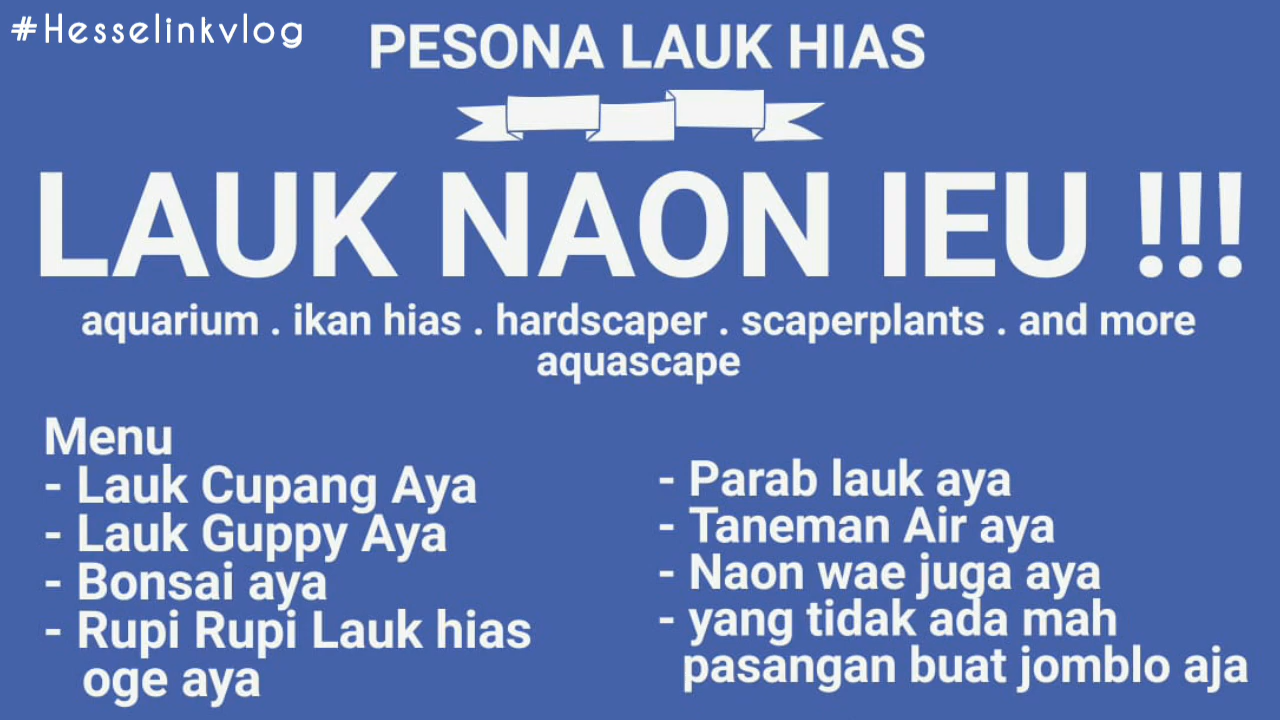 #Hesselinkvlog
PESONA LAUK HIAS
LAUK NAON IEU !!!
aquarium . ikan hias . hardscaper . scaperplants . and more
aquascape
Menu
- Lauk Cupang Aya
- Lauk Guppy Aya
- Bonsai aya
- Rupi Rupi Lauk hias
oge aya
- Parab lauk aya
- Taneman Air aya
- Naon wae juga aya
- yang tidak ada mah
pasangan buat jomblo aja